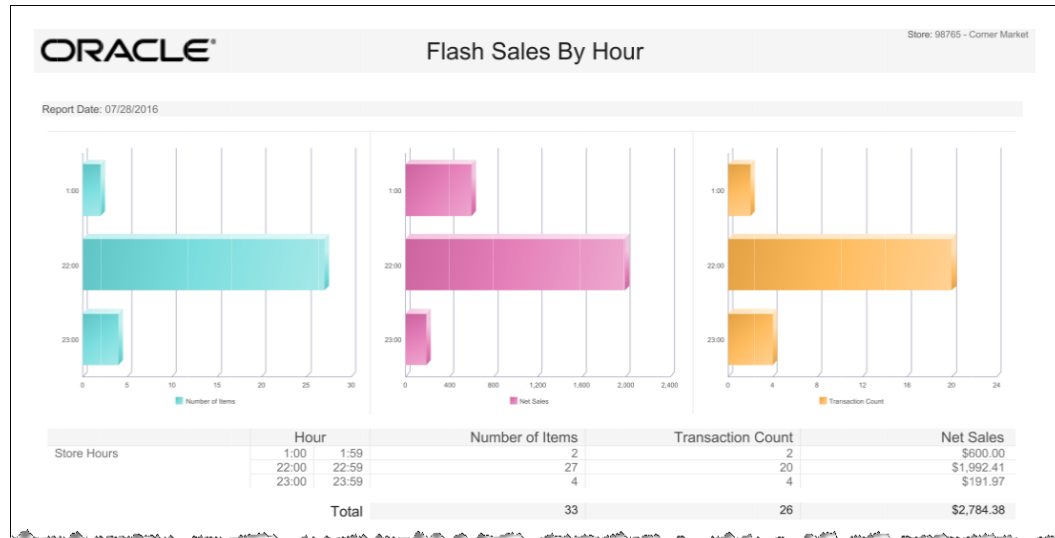 Store: 98765 - Corner Market
ORACLE®
Flash Sales By Hour
Report Date: 07/28/2016
1:00
22:00
23:00
0 5 10 15 20 25 30
Number of Items
1:00
22:00
23:00
0 400 800 1,200 1,600 2,000 2,400
Net Sales
1:00
22:00
23:00
0 4 8 12 16 20 24
Transaction Count
Hour Number of Items Transaction Count Net Sales
Store Hours 1:00 1:59 2 2 $600.00
22:00 22:59 27 20 $1,992.41
23:00 23:59 4 4 $191.97
Total 33 26 $2,784.38